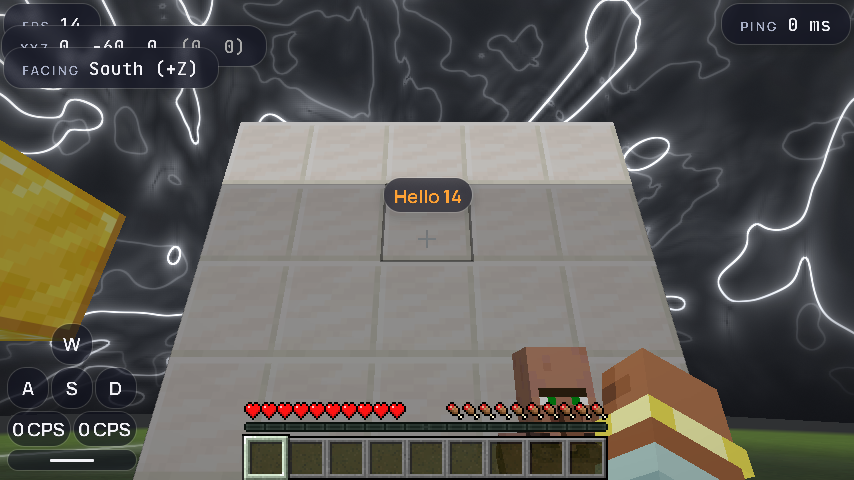 FPS 14
XYZ 0 -60 0 (0 0)
FACING South (+Z)
PING 0 ms
Hello 14
W
A S D
0 CPS 0 CPS